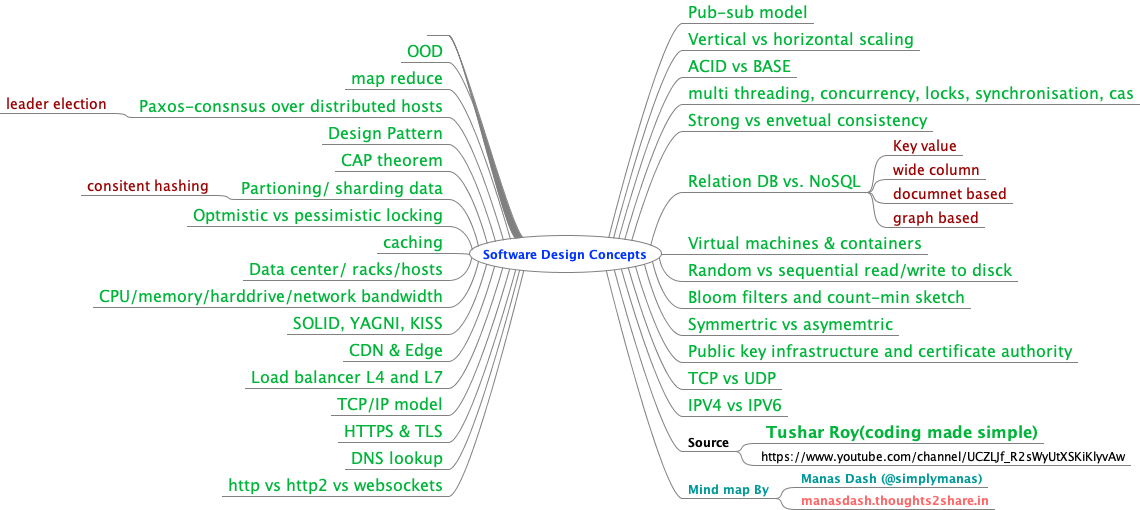 OOD
map reduce
leader election
Paxos-consnsus over distributed hosts
Design Pattern
CAP theorem
consitent hashing
Partioning/ sharding data
Optmistic vs pessimistic locking
caching
Data center/ racks/hosts
CPU/memory/harddrive/network bandwidth
SOLID, YAGNI, KISS
CDN & Edge
Load balancer L4 and L7
TCP/IP model
HTTPS & TLS
DNS lookup
http vs http2 vs websockets
Software Design Concepts
Pub-sub model
Vertical vs horizontal scaling
ACID vs BASE
multi threading, concurrency, locks, synchronisation, cas
Strong vs envetual consistency
Relation DB vs. NoSQL
Key value
wide column
documnet based
graph based
Virtual machines & containers
Random vs sequential read/write to disck
Bloom filters and count-min sketch
Symmertric vs asymemtric
Public key infrastructure and certificate authority
TCP vs UDP
IPV4 vs IPV6
Source
Tushar Roy(coding made simple)
https://www.youtube.com/channel/UCZLJf_R2sWyUtXSKiKlyvAw
Mind map By
Manas Dash (@simplymanas)
manasdash.thoughts2share.in